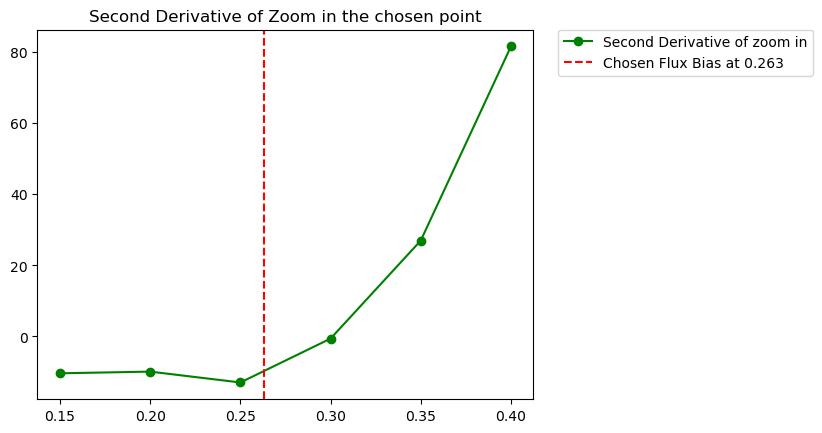 Second Derivative of Zoom in the chosen point
Second Derivative of zoom in
Chosen Flux Bias at 0.263
80
60
40
20
0
0.15 0.20 0.25 0.30 0.35 0.40